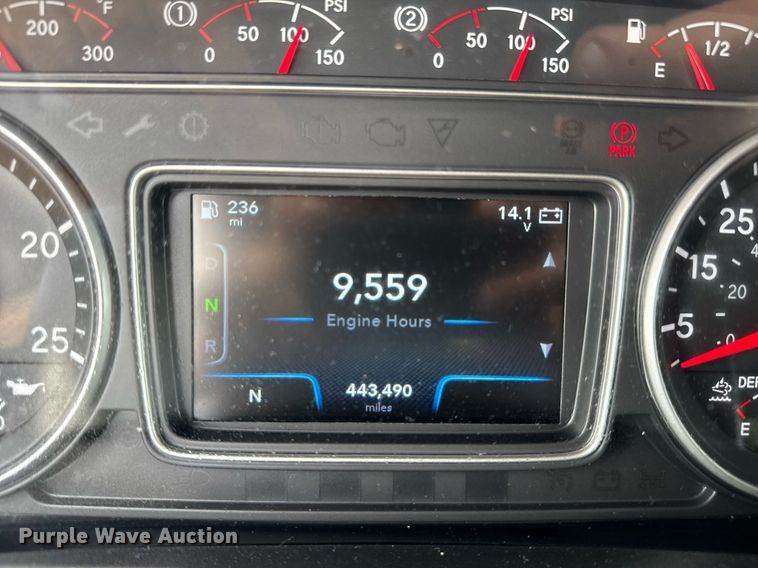 200 °F
300
(1) PSI
0 50 100 150
(2) PSI
0 50 100 150
E 1/2
P
PARK
236
mi
14.1
V
D
N
R
9,559
Engine Hours
N
443,490
miles
20
25
25
15
5
20
0
DEF
E
Purple Wave Auction